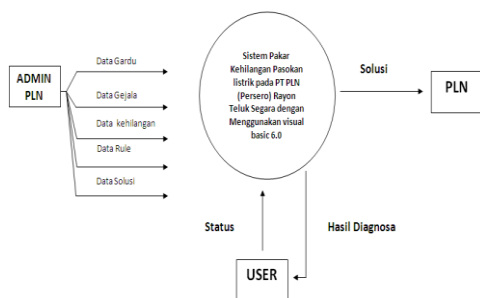 ADMIN
PLN
Data Gardu
Data Gejala
Data kehilangan
Data Rule
Data Solusi
Sistem Pakar
Kehilangan Pasokan
listrik pada PT PLN
(Persero) Rayon
Teluk Segara dengan
Menggunakan visual
basic 6.0
Solusi
PLN
Status
Hasil Diagnosa
USER